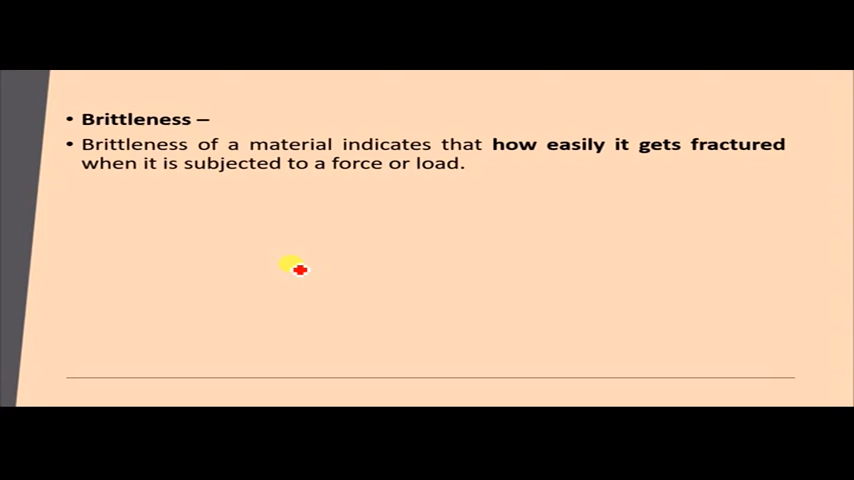 • Brittleness –
• Brittleness of a material indicates that how easily it gets fractured
when it is subjected to a force or load.